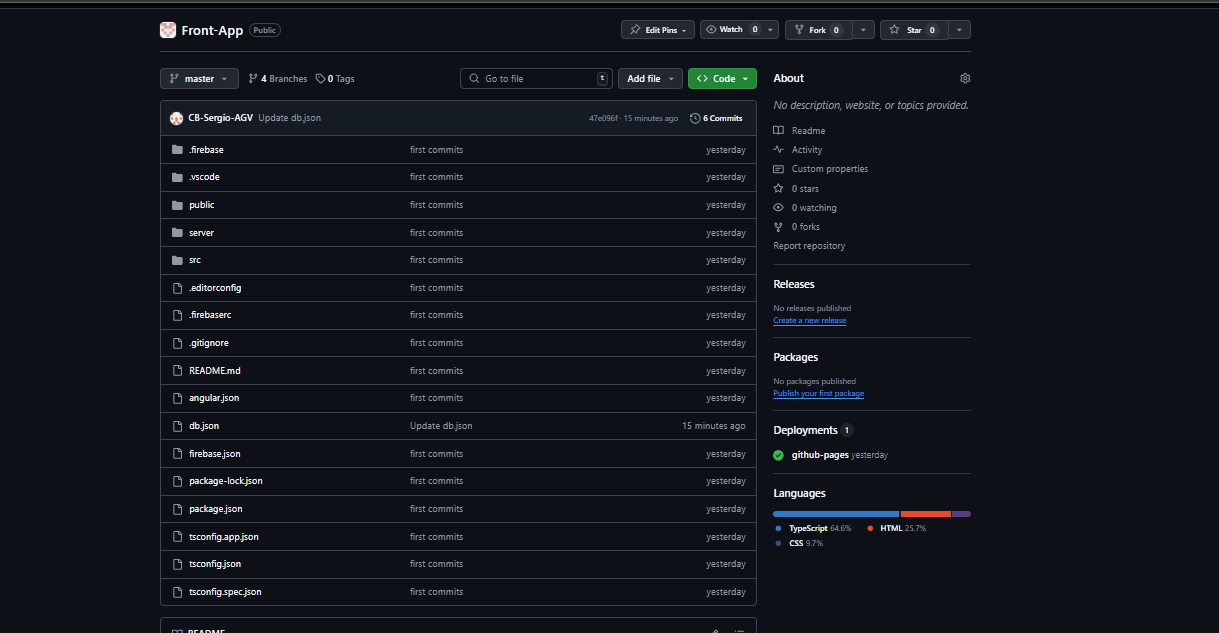 Front-App Public Edit Pins Watch 0 Fork 0 Star 0
master 4 Branches 0 Tags Go to file t Add file <> Code
CB-Sergio-AGV Update db.json 47e096f · 15 minutes ago 6 Commits
.firebase first commits yesterday
.vscode first commits yesterday
public first commits yesterday
server first commits yesterday
src first commits yesterday
.editorconfig first commits yesterday
.firebaserc first commits yesterday
.gitignore first commits yesterday
README.md first commits yesterday
angular.json first commits yesterday
db.json Update db.json 15 minutes ago
firebase.json first commits yesterday
package-lock.json first commits yesterday
package.json first commits yesterday
tsconfig.app.json first commits yesterday
tsconfig.json first commits yesterday
tsconfig.spec.json first commits yesterday
README
About
No description, website, or topics provided.
Readme
Activity
Custom properties
0 stars
0 watching
0 forks
Report repository
Releases
No releases published
Create a new release
Packages
No packages published
Publish your first package
Deployments 1
github-pages yesterday
Languages
TypeScript 64.6% HTML 25.7%
CSS 9.7%